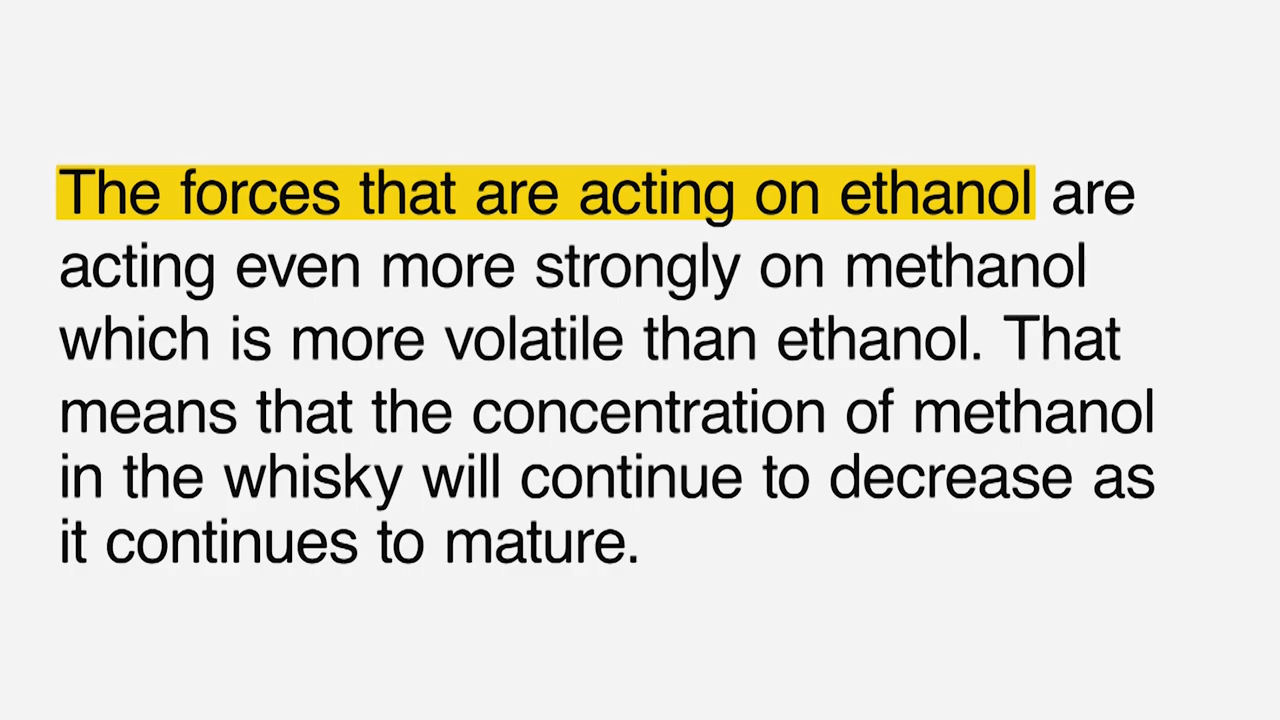 The forces that are acting on ethanol are
acting even more strongly on methanol
which is more volatile than ethanol. That
means that the concentration of methanol
in the whisky will continue to decrease as
it continues to mature.